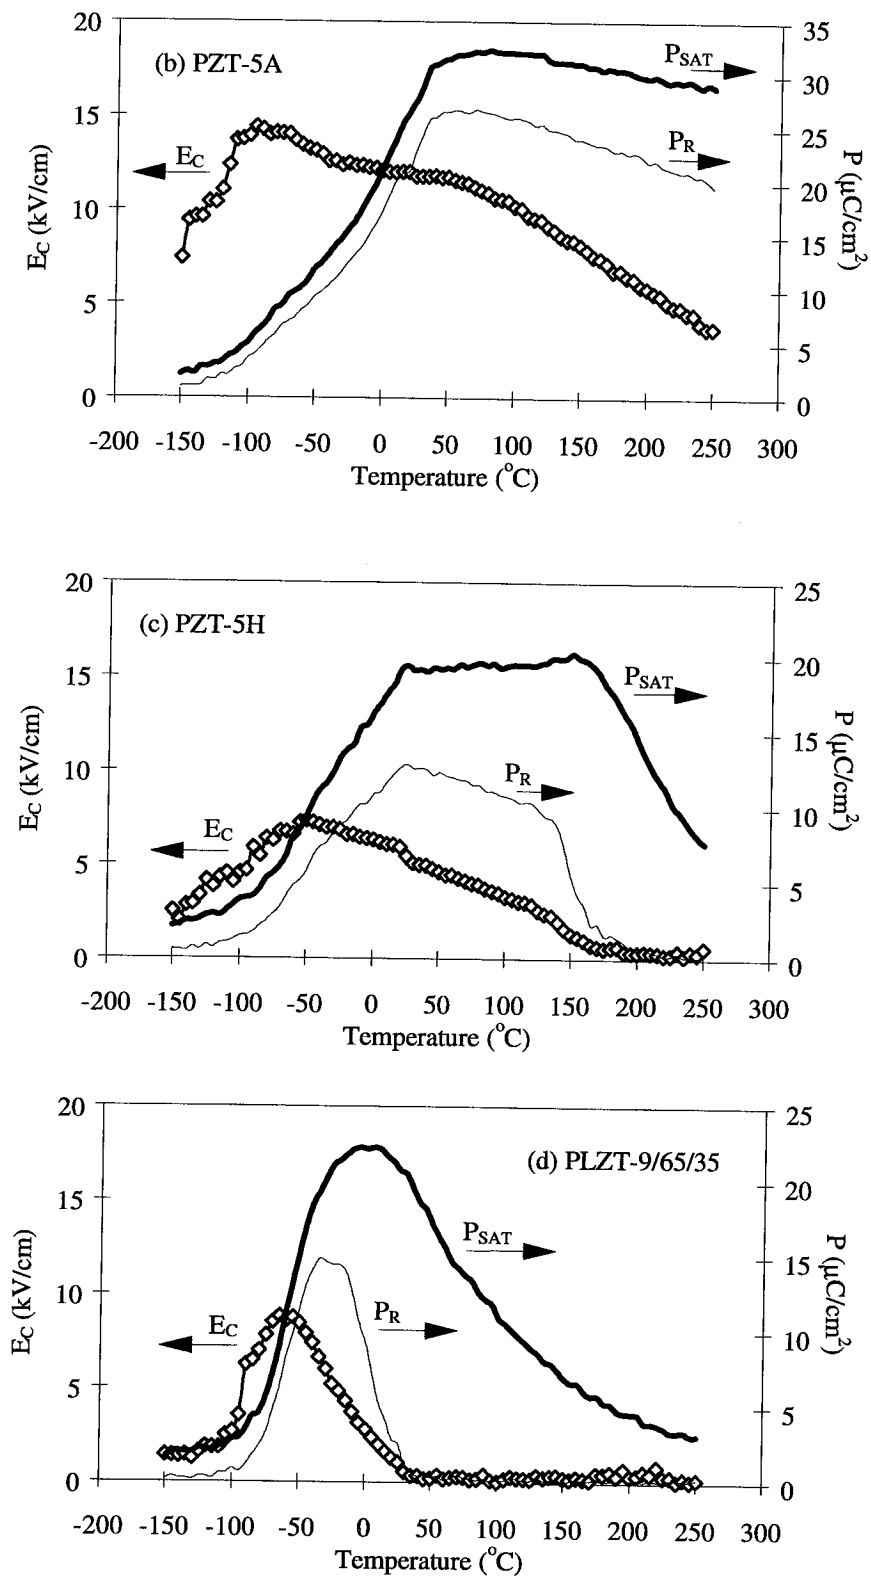 20
35
(b) PZT-5A
P_SAT
30
15
25
E_C
P_R
E_C (kV/cm)
10
20
P (μC/cm²)
15
5
10
5
0
0
-200 -150 -100 -50 0 50 100 150 200 250 300
Temperature (°C)
20
25
(c) PZT-5H
15
20
P_SAT
E_C (kV/cm)
10
15
P_R
P (μC/cm²)
10
E_C
5
5
0
0
-200 -150 -100 -50 0 50 100 150 200 250 300
Temperature (°C)
20
25
(d) PLZT-9/65/35
15
20
P_SAT
E_C (kV/cm)
10
15
P_R
P (μC/cm²)
E_C
10
5
5
0
0
-200 -150 -100 -50 0 50 100 150 200 250 300
Temperature (°C)